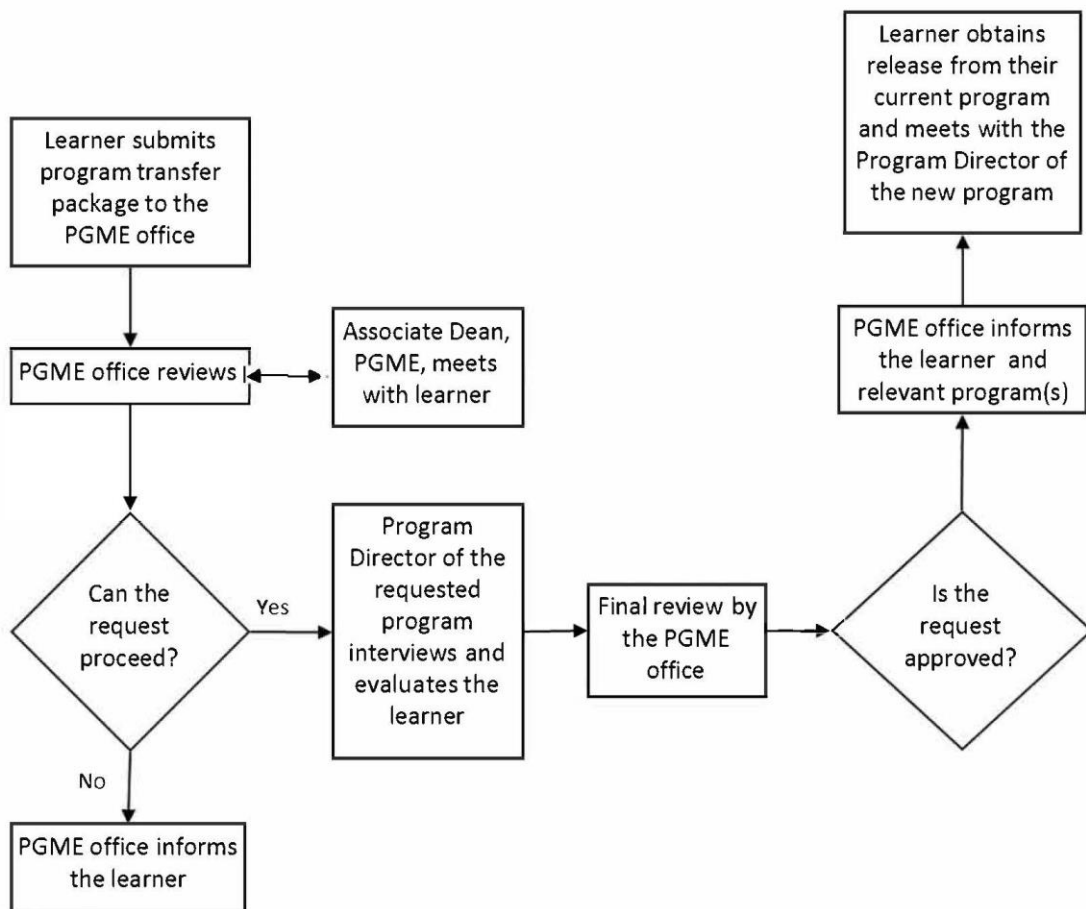 Learner submits
program transfer
package to the
PGME office
PGME office reviews
Associate Dean,
PGME, meets
with learner
Can the
request
proceed?
Yes
No
PGME office informs
the learner
Program
Director of the
requested
program
interviews and
evaluates the
learner
Final review by
the PGME
office
Is the
request
approved?
PGME office informs
the learner and
relevant program(s)
Learner obtains
release from their
current program
and meets with the
Program Director of
the new program